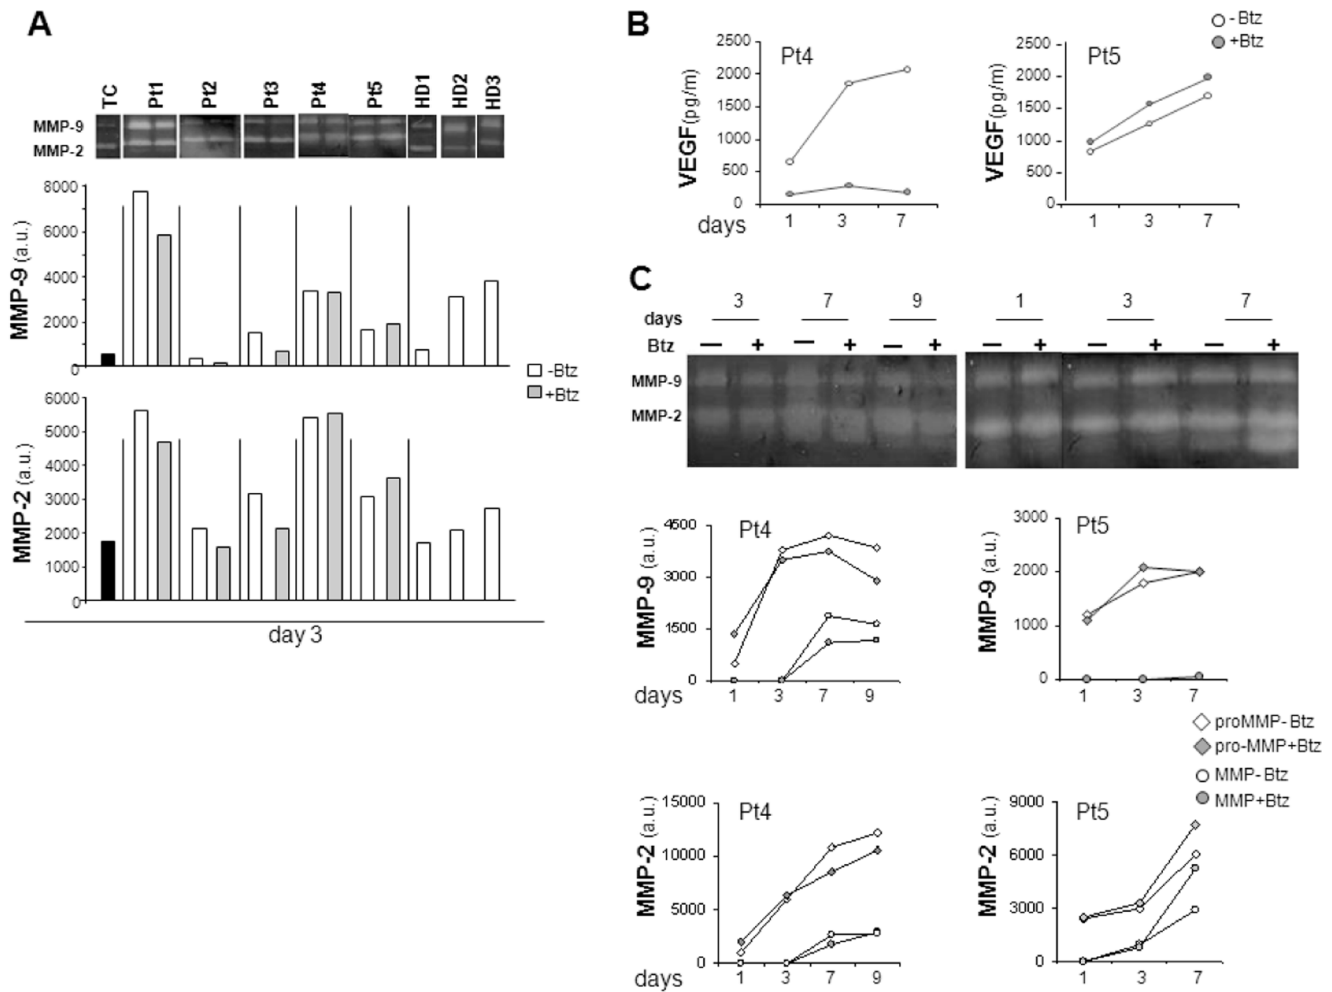 A
TC Pt1 Pt2 Pt3 Pt4 Pt5 HD1 HD2 HD3
MMP-9
MMP-2
MMP-9 (a.u.)
8000
6000
4000
2000
0
-Btz
+Btz
MMP-2 (a.u.)
6000
5000
4000
3000
2000
1000
0
day 3
B
-Btz
+Btz
Pt4
VEGF(pg/m)
2500
2000
1500
1000
500
0
days 1 3 7
Pt5
VEGF(pg/m)
2500
2000
1500
1000
500
0
1 3 7
C
3 7 9 1 3 7
days
Btz — + — + — + — + — + — +
MMP-9
MMP-2
Pt4
MMP-9 (a.u.)
4500
3000
1500
0
days 1 3 7 9
Pt5
MMP-9 (a.u.)
3000
2000
1000
0
1 3 7
proMMP-Btz
pro-MMP+Btz
MMP-Btz
MMP+Btz
Pt4
MMP-2 (a.u.)
15000
10000
5000
0
days 1 3 7 9
Pt5
MMP-2 (a.u.)
9000
6000
3000
0
1 3 7